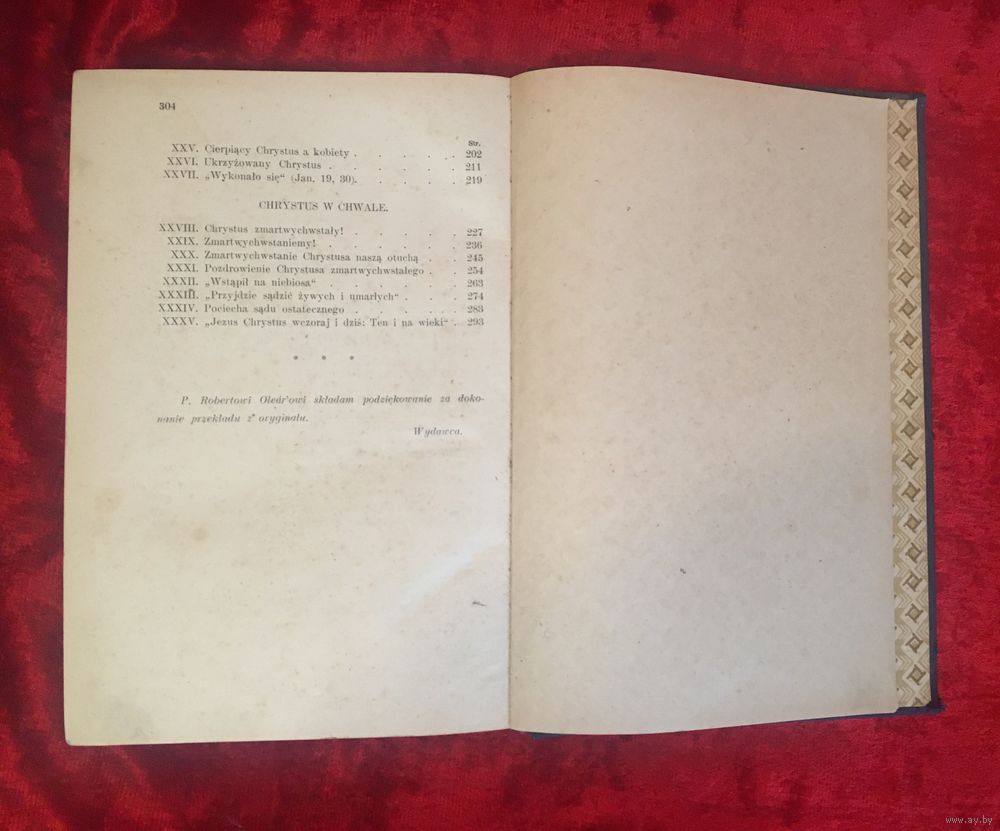 304
Str.
XXV. Cierpiący Chrystus a kobiety . . . . . 202
XXVI. Ukrzyżowany Chrystus . . . . . . 211
XXVII. „Wykonało się“ (Jan. 19, 30). . . . . 219
CHRYSTUS W CHWALE.
XXVIII. Chrystus zmartwychwstały! . . . . . 227
XXIX. Zmartwychwstaniemy! . . . . . . 236
XXX. Zmartwychwstanie Chrystusa naszą otuchą . . 245
XXXI. Pozdrowienie Chrystusa zmartwychwstałego . . 254
XXXII. „Wstąpił na niebiosa“ . . . . . . 263
XXXIII. „Przyjdzie sądzić żywych i umarłych“ . . . 274
XXXIV. Pociecha sądu ostatecznego . . . . . 283
XXXV. „Jezus Chrystus wczoraj i dziś: Ten i na wieki“ . 293
* * *
P. Robertowi Oleár'owi składam podziękowanie za doko-
nanie przekładu z oryginału.
Wydawca.
www.ay.by